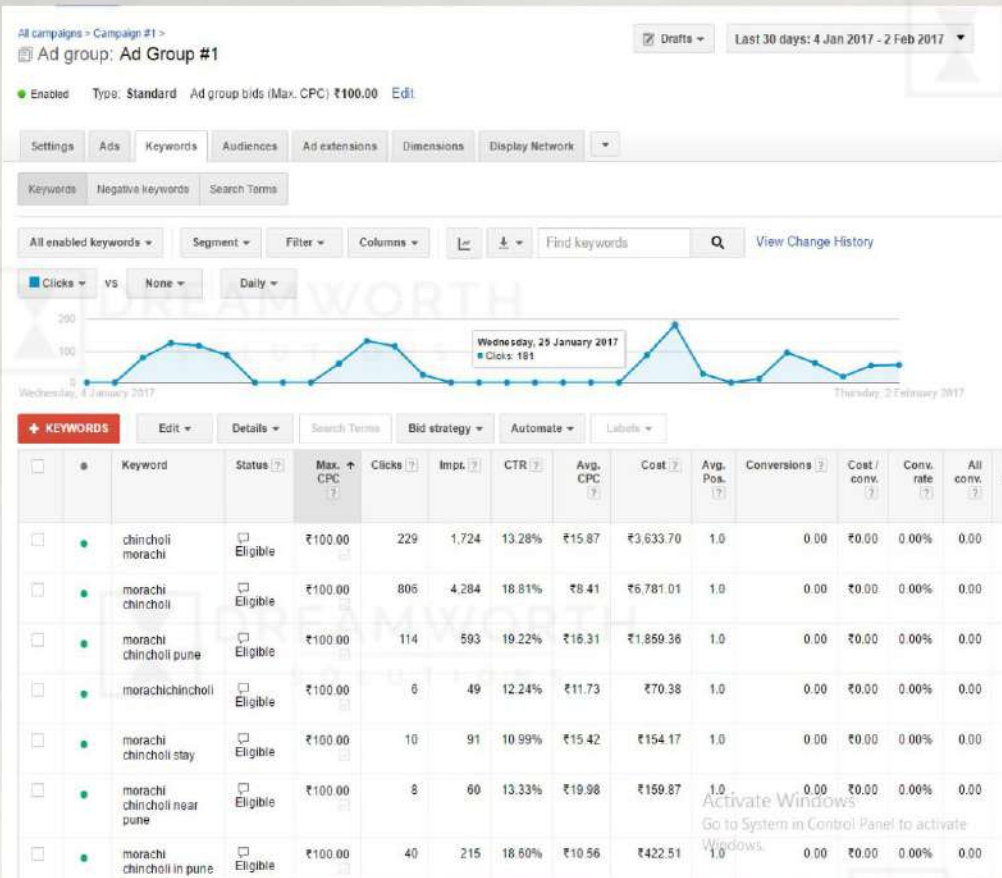 All campaigns > Campaign #1 >
Ad group: Ad Group #1
Drafts
Last 30 days: 4 Jan 2017 - 2 Feb 2017
Enabled Type: Standard Ad group bids (Max. CPC) ₹100.00 Edit
Settings Ads Keywords Audiences Ad extensions Dimensions Display Network
Keywords Negative keywords Search Terms
All enabled keywords Segment Filter Columns Find keywords View Change History
Clicks VS None Daily
DREAMWORTH
SOLUTIONS
200
100
0
Wednesday, 25 January 2017
Clicks: 181
Wednesday, 4 January 2017 Thursday, 2 February 2017
+ KEYWORDS Edit Details Search Terms Bid strategy Automate Labels
Keyword Status ? Max. CPC ? Clicks ? Impr. ? CTR ? Avg. CPC ? Cost ? Avg. Pos. ? Conversions ? Cost / conv. ? Conv. rate ? All conv. ?
chincholi morachi Eligible ₹100.00 229 1,724 13.28% ₹15.87 ₹3,633.70 1.0 0.00 ₹0.00 0.00% 0.00
morachi chincholi Eligible ₹100.00 806 4,284 18.81% ₹8.41 ₹6,781.01 1.0 0.00 ₹0.00 0.00% 0.00
DREAMWORTH
SOLUTIONS
morachi chincholi pune Eligible ₹100.00 114 593 19.22% ₹16.31 ₹1,859.36 1.0 0.00 ₹0.00 0.00% 0.00
morachichincholi Eligible ₹100.00 6 49 12.24% ₹11.73 ₹70.38 1.0 0.00 ₹0.00 0.00% 0.00
morachi chincholi stay Eligible ₹100.00 10 91 10.99% ₹15.42 ₹154.17 1.0 0.00 ₹0.00 0.00% 0.00
morachi chincholi near pune Eligible ₹100.00 8 60 13.33% ₹19.98 ₹159.87 1.0 0.00 ₹0.00 0.00% 0.00
Activate Windows
Go to System in Control Panel to activate
Windows.
morachi chincholi in pune Eligible ₹100.00 40 215 18.60% ₹10.56 ₹422.51 1.0 0.00 ₹0.00 0.00% 0.00